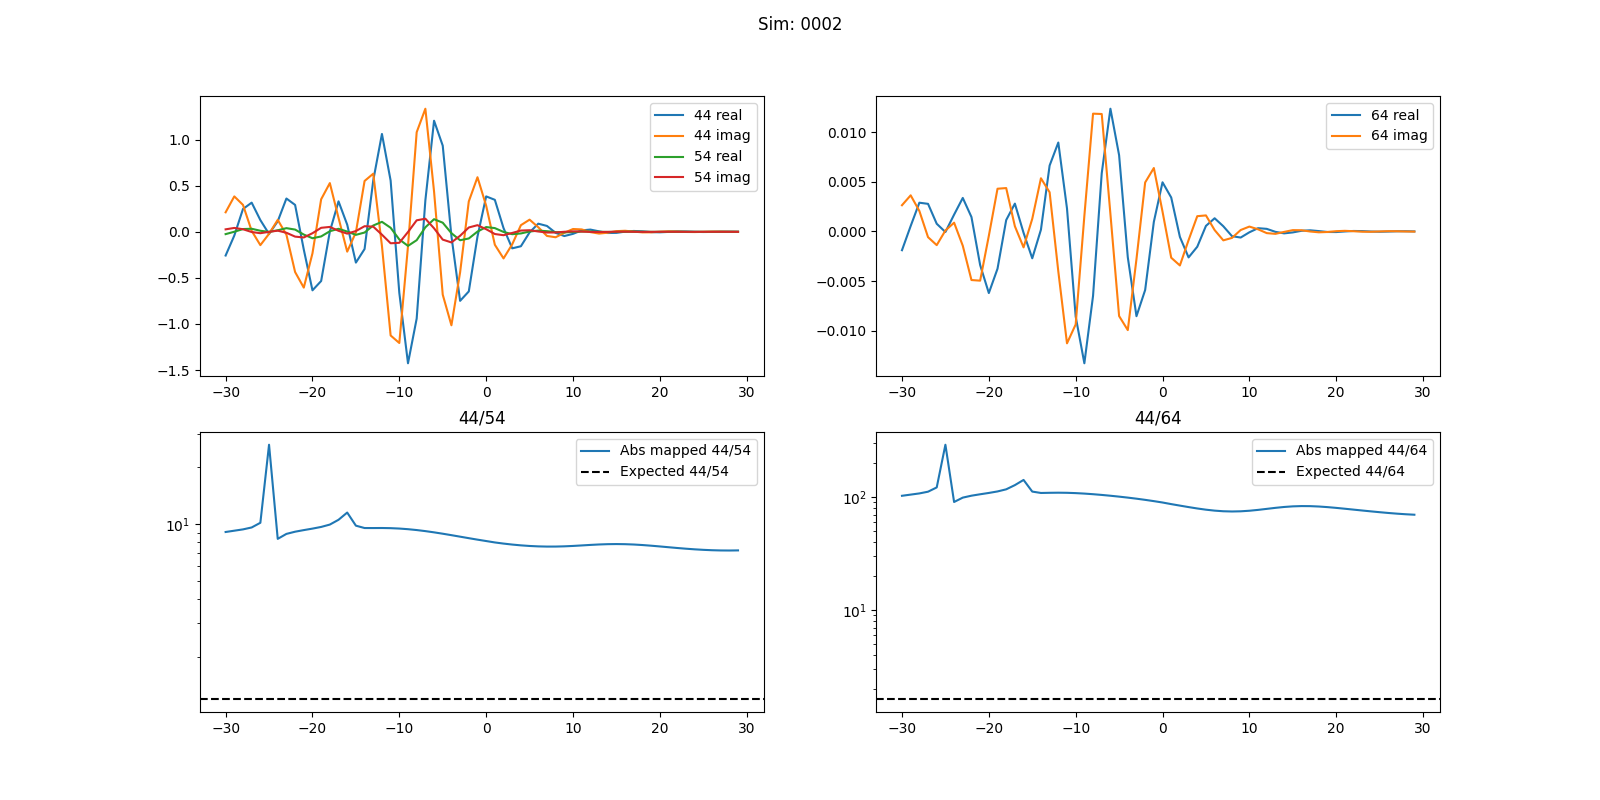 Sim: 0002
1.0
0.5
0.0
−0.5
−1.0
−1.5
−30 −20 −10 0 10 20 30
44 real
44 imag
54 real
54 imag
0.010
0.005
0.000
−0.005
−0.010
−30 −20 −10 0 10 20 30
64 real
64 imag
44/54
10¹
−30 −20 −10 0 10 20 30
Abs mapped 44/54
Expected 44/54
44/64
10²
10¹
−30 −20 −10 0 10 20 30
Abs mapped 44/64
Expected 44/64